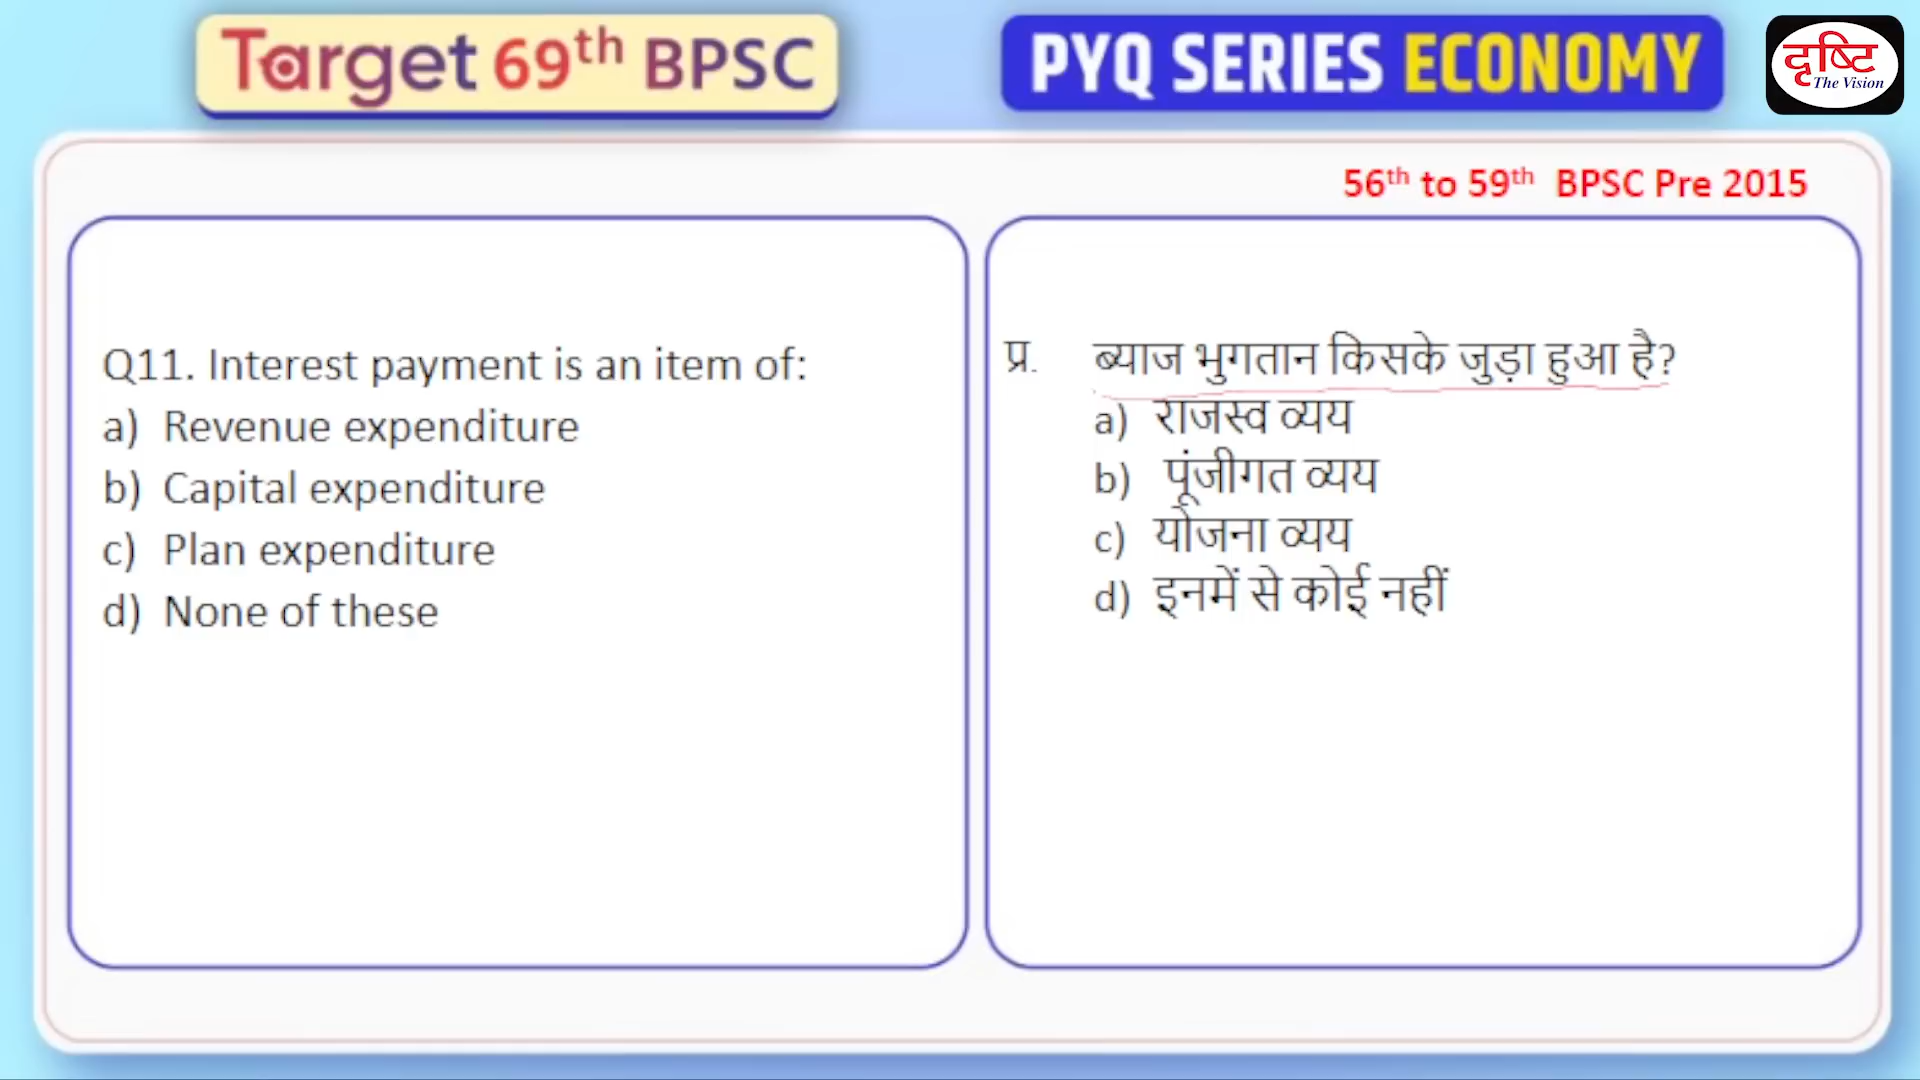 Target 69th BPSC
PYQ SERIES ECONOMY
दृष्टि
The Vision
56th to 59th BPSC Pre 2015
Q11. Interest payment is an item of:
a) Revenue expenditure
b) Capital expenditure
c) Plan expenditure
d) None of these
प्र. ब्याज भुगतान किसके जुड़ा हुआ है?
a) राजस्व व्यय
b) पूंजीगत व्यय
c) योजना व्यय
d) इनमें से कोई नहीं